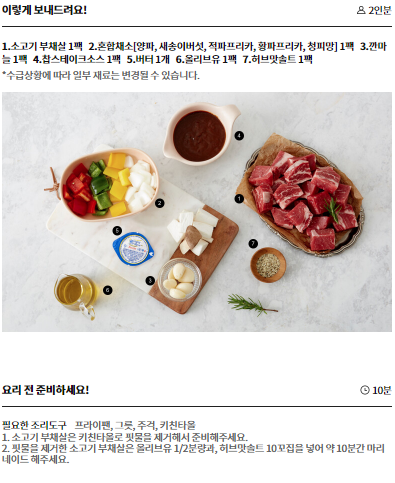 이렇게 보내드려요!
2인분
1.소고기 부채살 1팩 2.혼합채소[양파, 새송이버섯, 적파프리카, 황파프리카, 청피망] 1팩 3.깐마
늘 1팩 4.찹스테이크소스 1팩 5.버터 1개 6.올리브유 1팩 7.허브맛솔트 1팩
*수급상황에 따라 일부 재료는 변경될 수 있습니다.
4
1
2
5
7
3
6
요리 전 준비하세요!
10분
필요한 조리도구 프라이팬, 그릇, 주걱, 키친타올
1. 소고기 부채살은 키친타올로 핏물을 제거해서 준비해주세요.
2. 핏물을 제거한 소고기 부채살은 올리브유 1/2분량과, 허브맛솔트 10꼬집을 넣어 약 10분간 마리
네이드 해주세요.